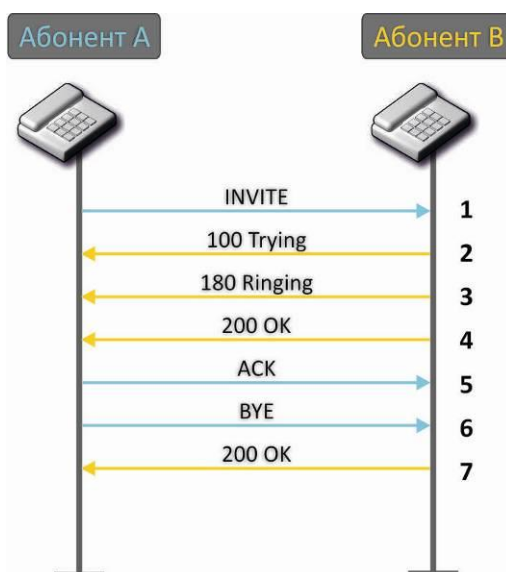 Абонент А
Абонент В
INVITE
1
100 Trying
2
180 Ringing
3
200 OK
4
ACK
5
BYE
6
200 OK
7